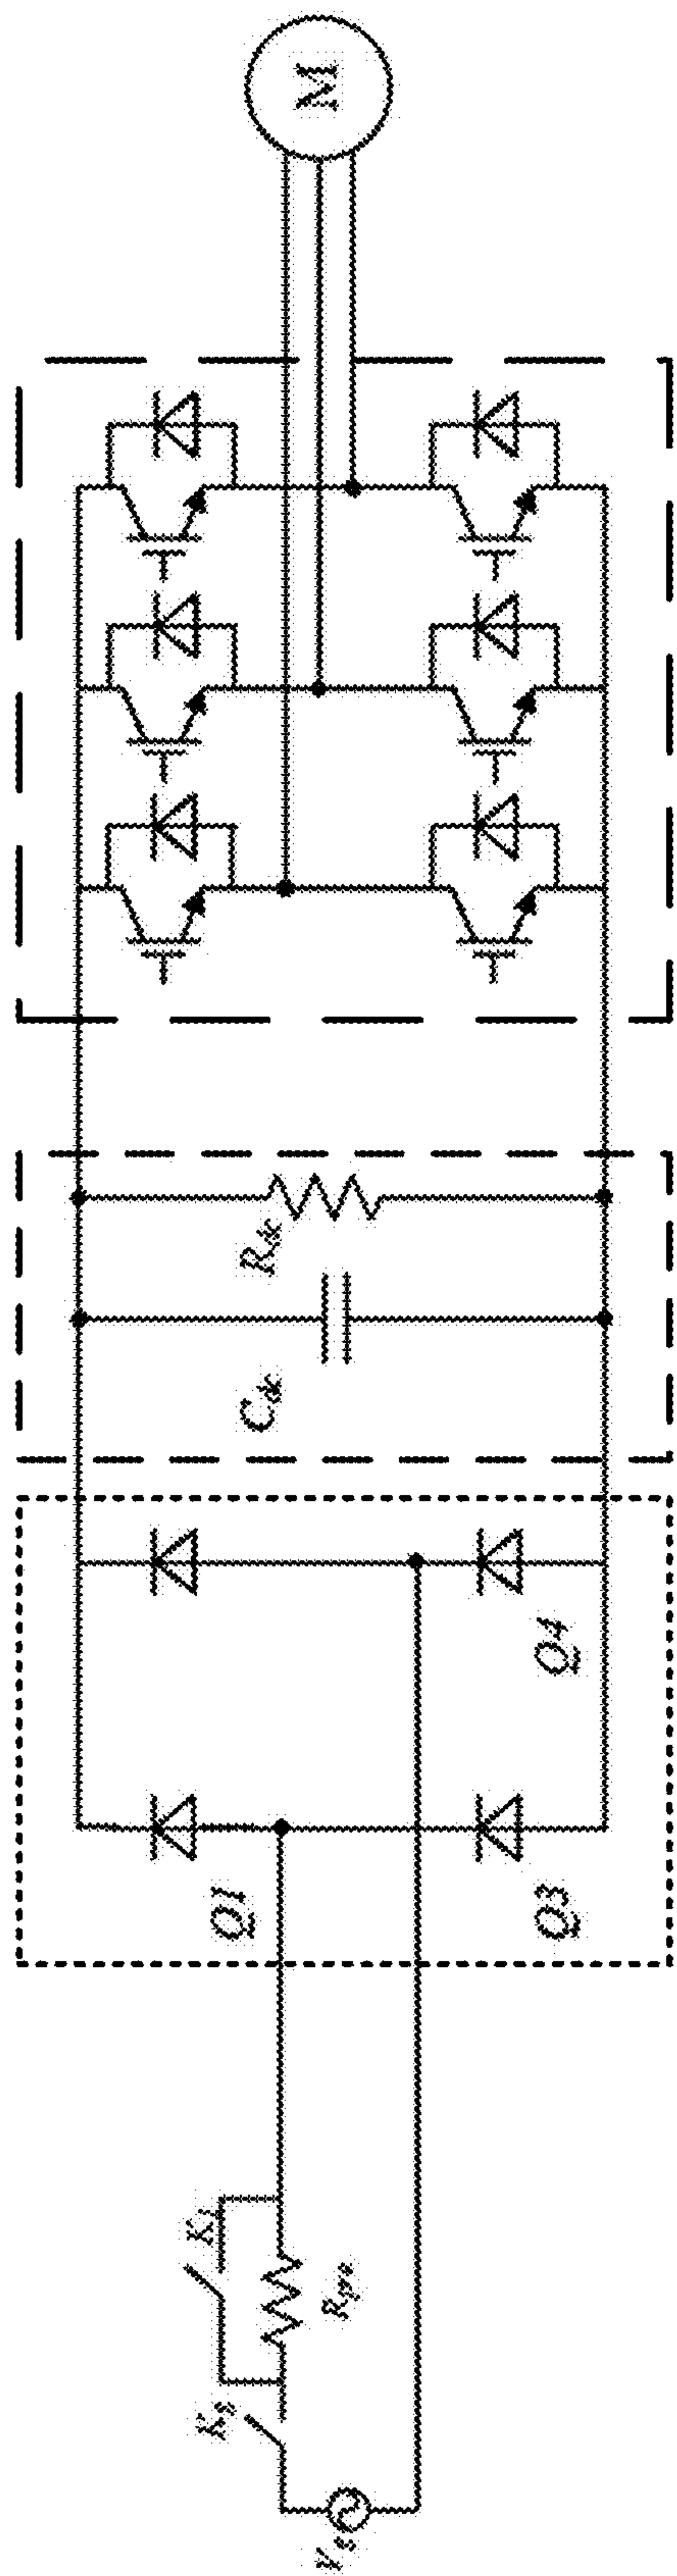 V_s
K_s
K_1
R_pre
Q1
Q3
Q4
C_dc
R_dc
M